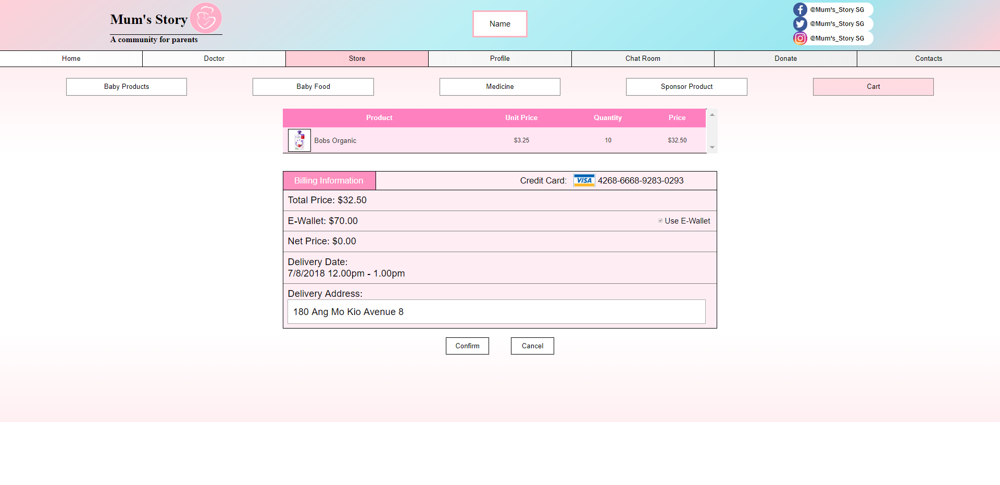 Mum's Story
A community for parents
Name
@Mum's_Story SG
@Mum's_Story SG
@Mum's_Story SG
Home Doctor Store Profile Chat Room Donate Contacts
Baby Products Baby Food Medicine Sponsor Product Cart
Product Unit Price Quantity Price
Bobs Organic $3.25 10 $32.50
Billing Information Credit Card: VISA 4268-6668-9283-0293
Total Price: $32.50
E-Wallet: $70.00 Use E-Wallet
Net Price: $0.00
Delivery Date:
7/8/2018 12.00pm - 1.00pm
Delivery Address:
180 Ang Mo Kio Avenue 8
Confirm Cancel